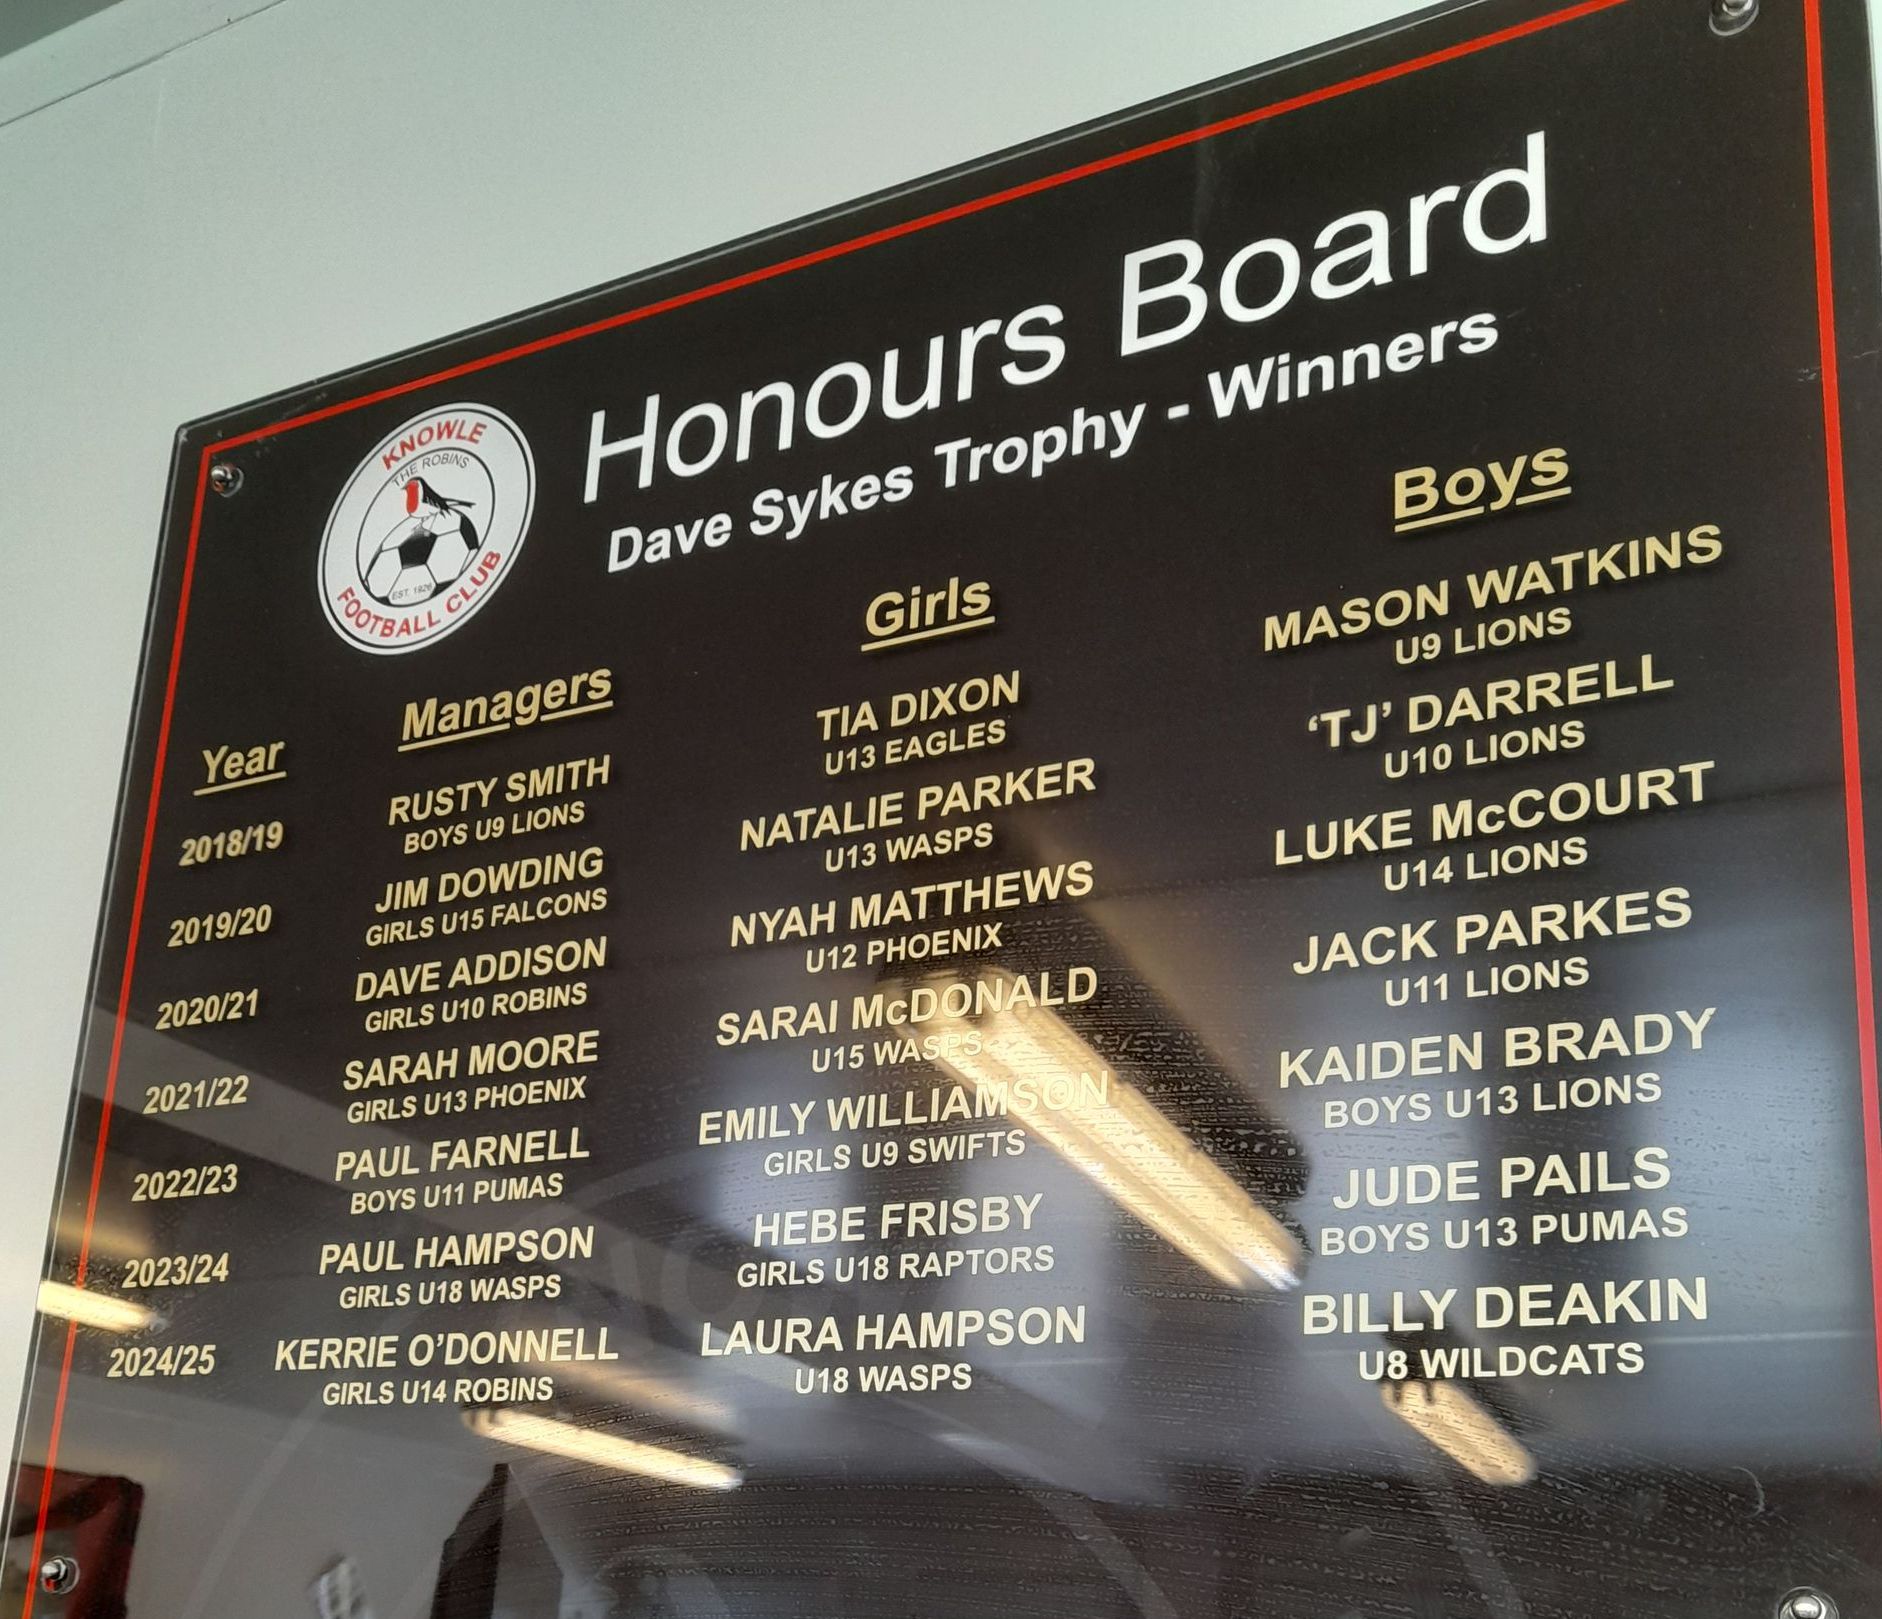 KNOWLE
THE ROBINS
EST. 1926
FOOTBALL CLUB
Honours Board
Dave Sykes Trophy - Winners
Year Managers Girls Boys
2018/19 RUSTY SMITH TIA DIXON MASON WATKINS
BOYS U9 LIONS U13 EAGLES U9 LIONS
2019/20 JIM DOWDING NATALIE PARKER ‘TJ’ DARRELL
GIRLS U15 FALCONS U13 WASPS U10 LIONS
2020/21 DAVE ADDISON NYAH MATTHEWS LUKE McCOURT
GIRLS U10 ROBINS U12 PHOENIX U14 LIONS
2021/22 SARAH MOORE SARAI McDONALD JACK PARKES
GIRLS U13 PHOENIX U15 WASPS U11 LIONS
2022/23 PAUL FARNELL EMILY WILLIAMSON KAIDEN BRADY
BOYS U11 PUMAS GIRLS U9 SWIFTS BOYS U13 LIONS
2023/24 PAUL HAMPSON HEBE FRISBY JUDE PAILS
GIRLS U18 WASPS GIRLS U18 RAPTORS BOYS U13 PUMAS
2024/25 KERRIE O’DONNELL LAURA HAMPSON BILLY DEAKIN
GIRLS U14 ROBINS U18 WASPS U8 WILDCATS